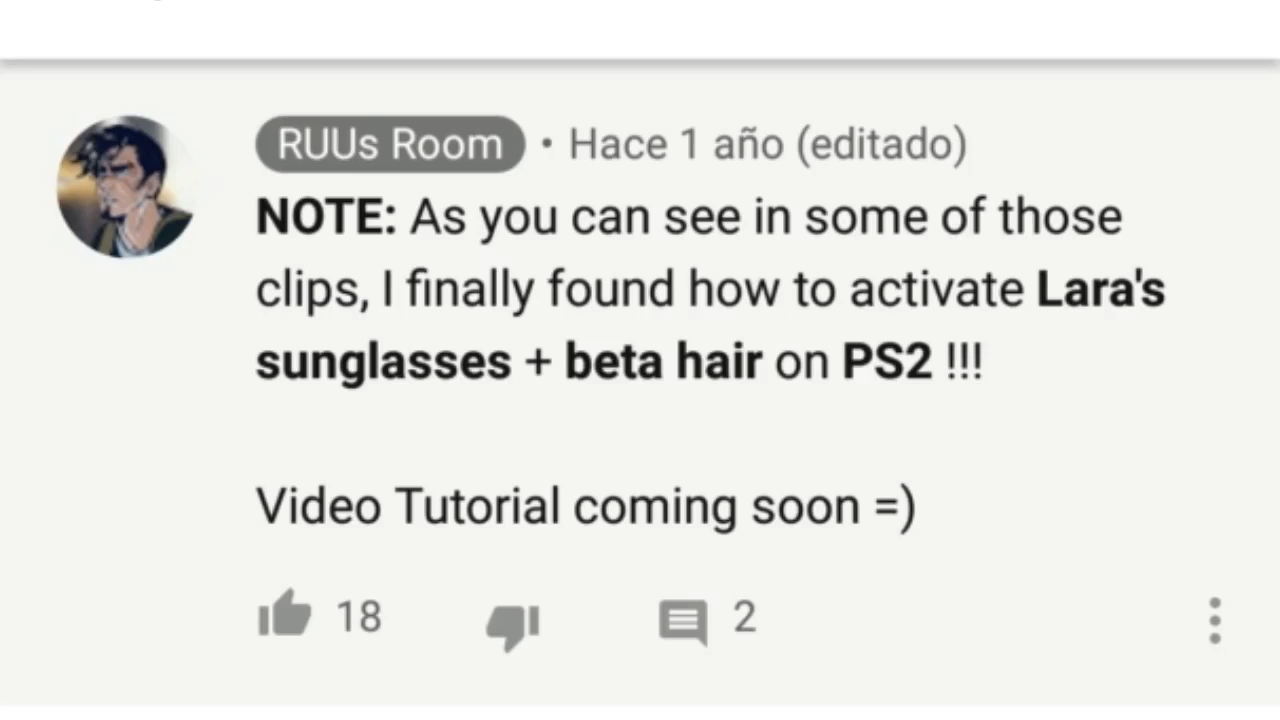 RUUs Room • Hace 1 año (editado)
NOTE: As you can see in some of those
clips, I finally found how to activate Lara's
sunglasses + beta hair on PS2 !!!
Video Tutorial coming soon =)
18 2